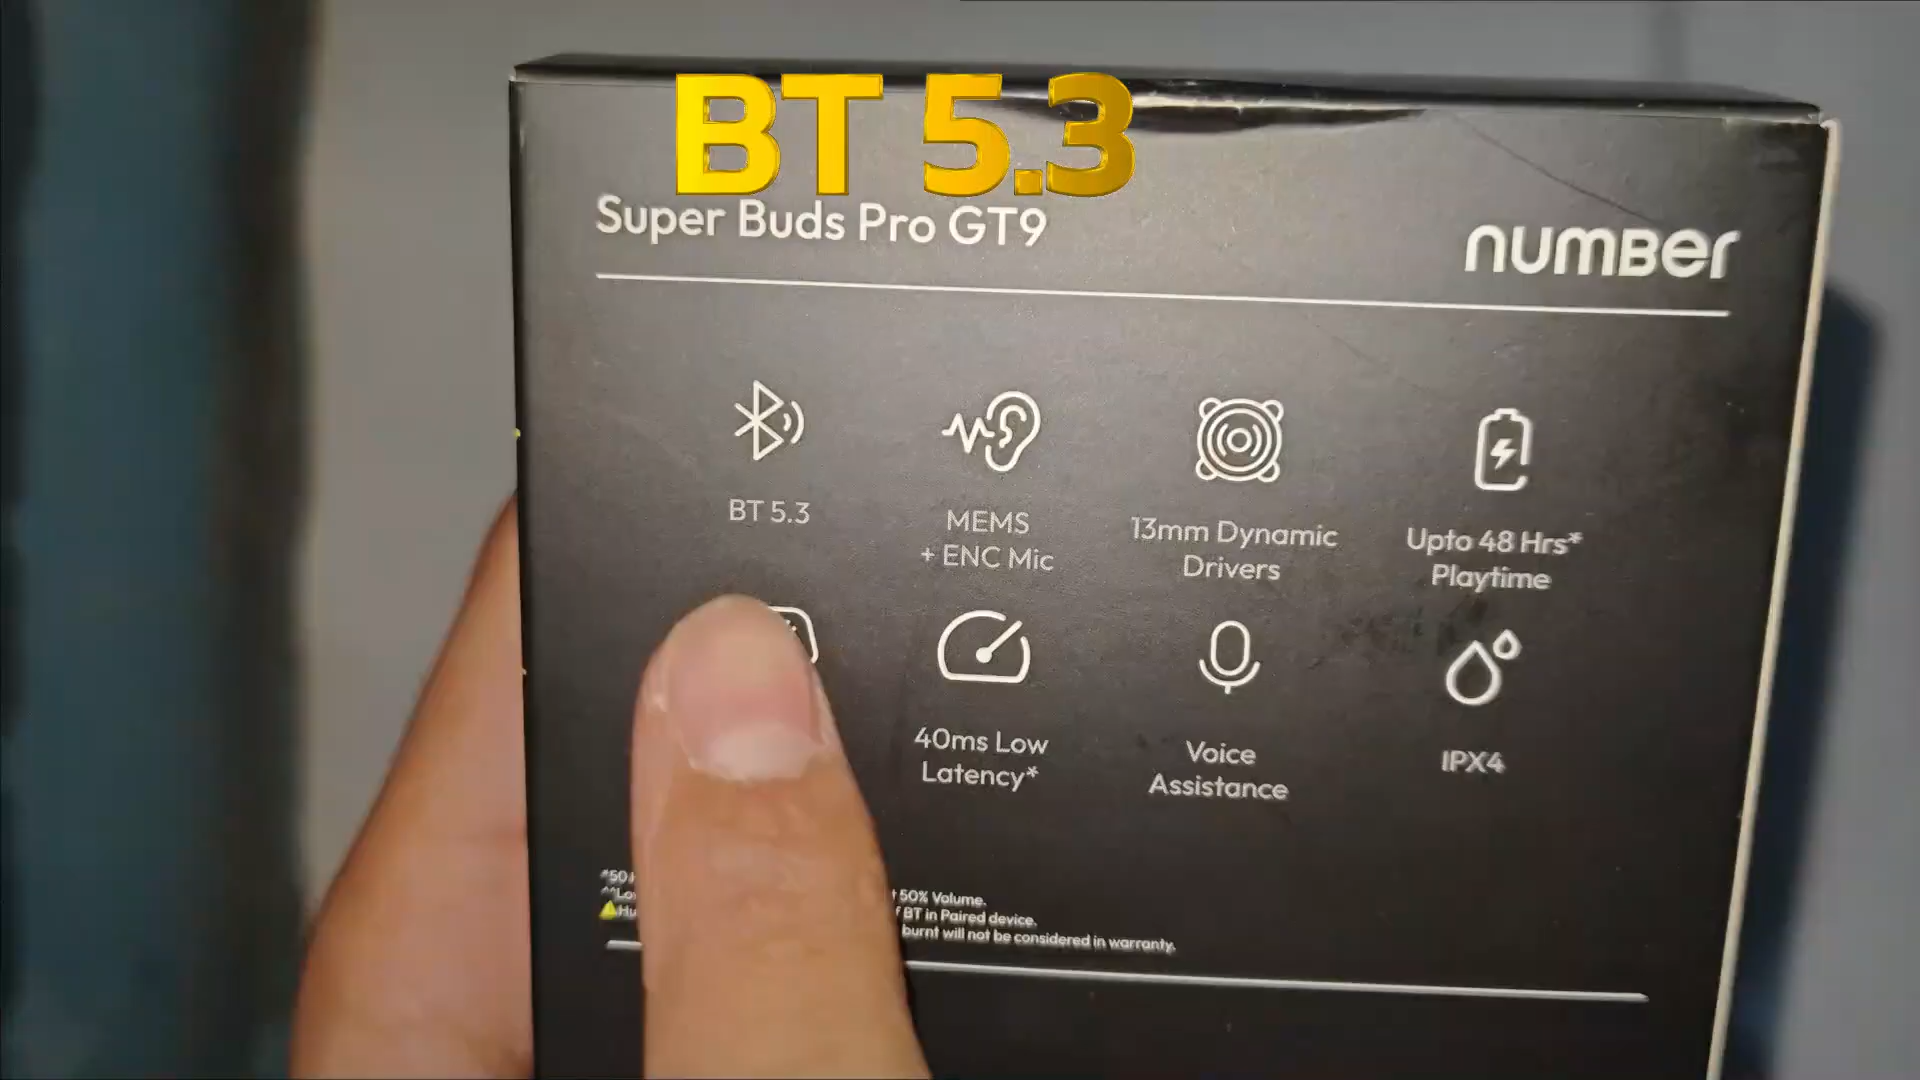 BT 5.3
Super Buds Pro GT9
number
BT 5.3
MEMS
+ ENC Mic
13mm Dynamic
Drivers
Upto 48 Hrs*
Playtime
40ms Low
Latency*
Voice
Assistance
IPX4
*50
50% Volume.
BT in Paired device.
burnt will not be considered in warranty.